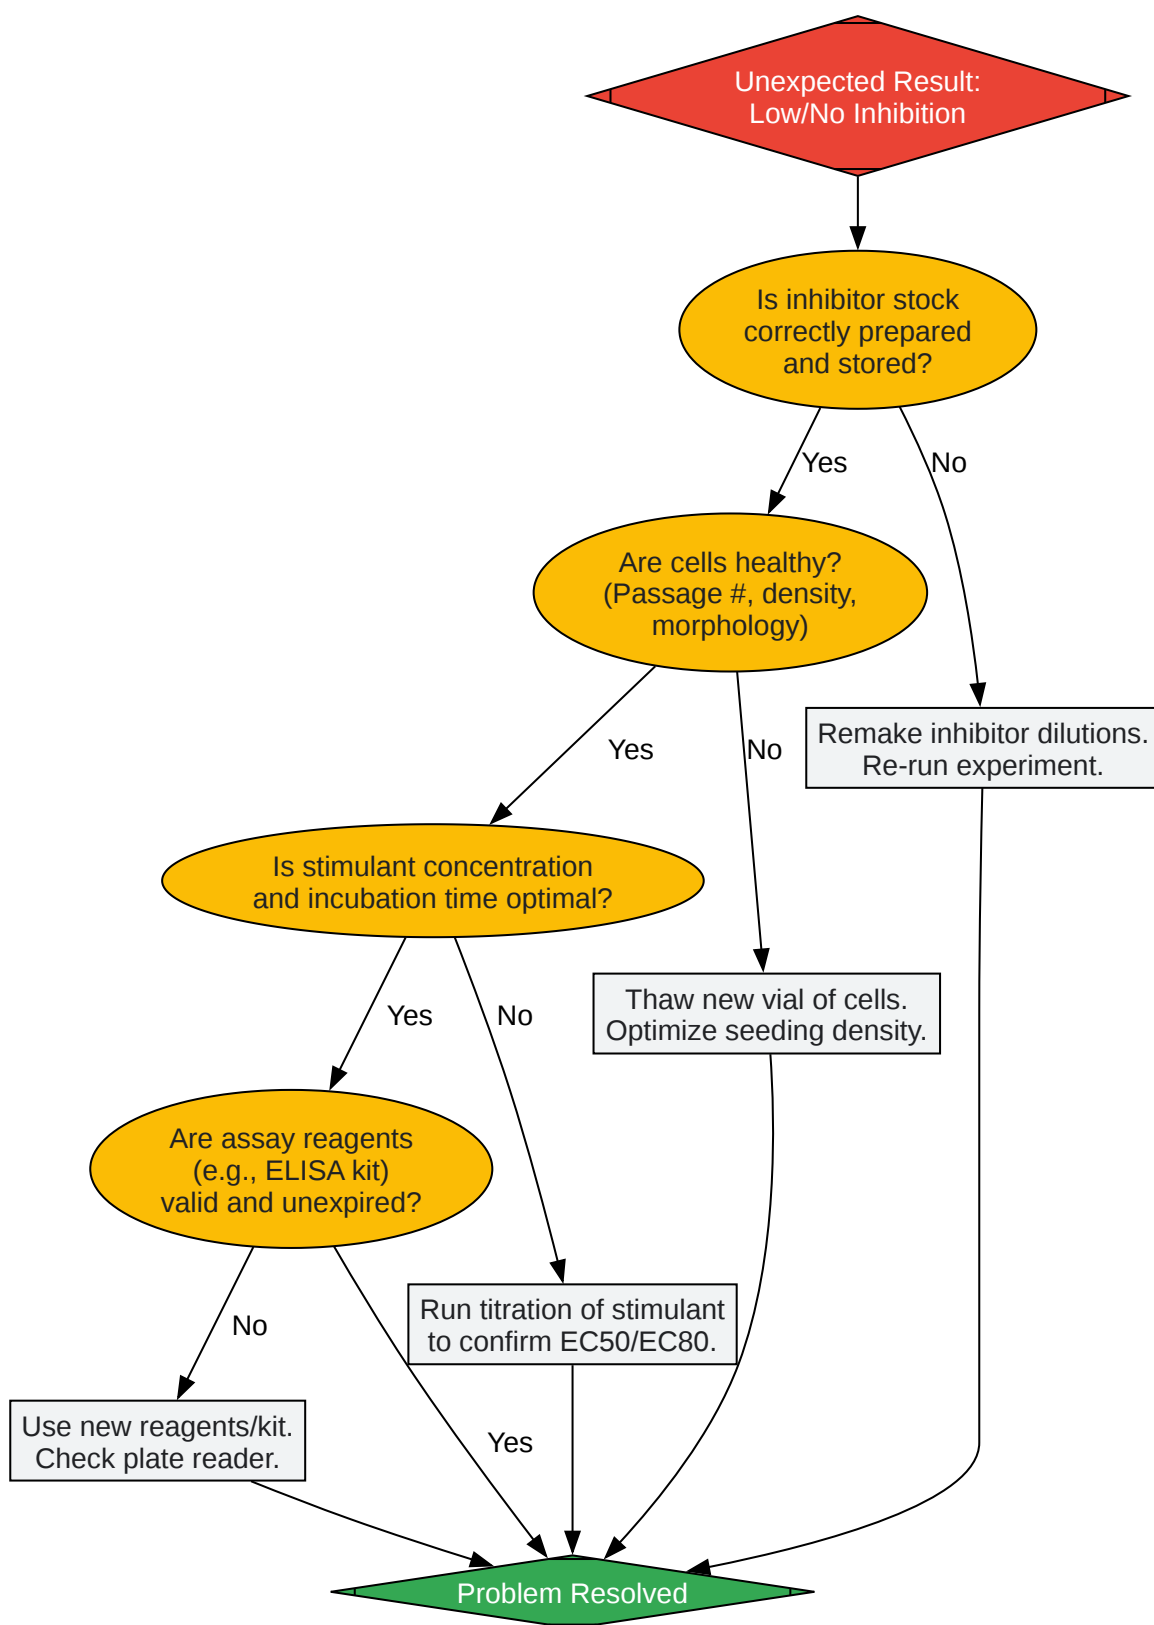 Unexpected Result:
Low/No Inhibition
Is inhibitor stock
correctly prepared
and stored?
Yes
No
Are cells healthy?
(Passage #, density,
morphology)
Yes
No
Remake inhibitor dilutions.
Re-run experiment.
Is stimulant concentration
and incubation time optimal?
Yes
No
Thaw new vial of cells.
Optimize seeding density.
Are assay reagents
(e.g., ELISA kit)
valid and unexpired?
No
Yes
Run titration of stimulant
to confirm EC50/EC80.
Use new reagents/kit.
Check plate reader.
Problem Resolved